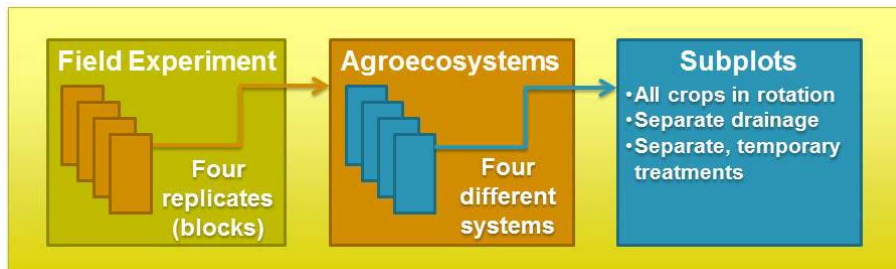 Field Experiment
Four
replicates
(blocks)
Agroecosystems
Four
different
systems
Subplots
•All crops in rotation
•Separate drainage
•Separate, temporary
treatments